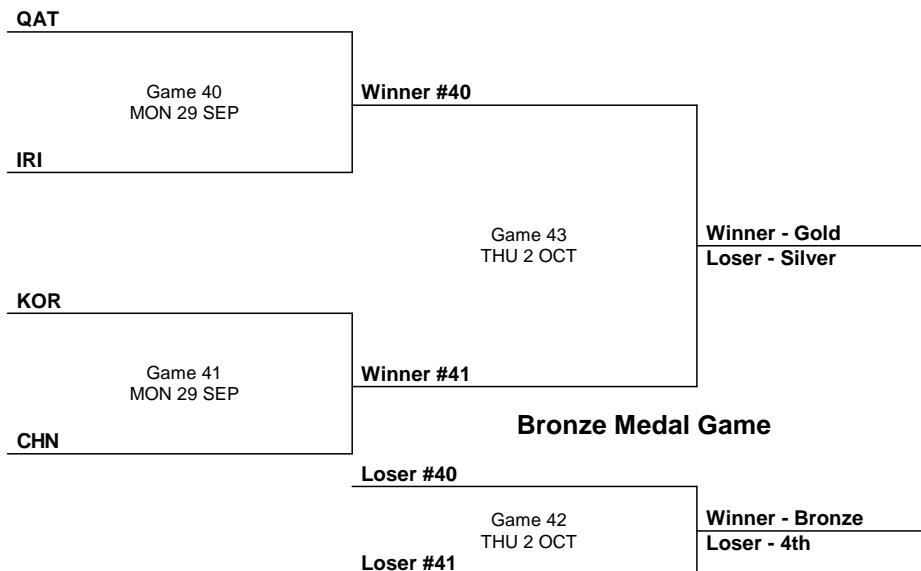 QAT
Game 40
MON 29 SEP
Winner #40
IRI
Game 43
THU 2 OCT
Winner - Gold
Loser - Silver
KOR
Game 41
MON 29 SEP
Winner #41
CHN
Bronze Medal Game
Loser #40
Game 42
THU 2 OCT
Winner - Bronze
Loser - 4th
Loser #41